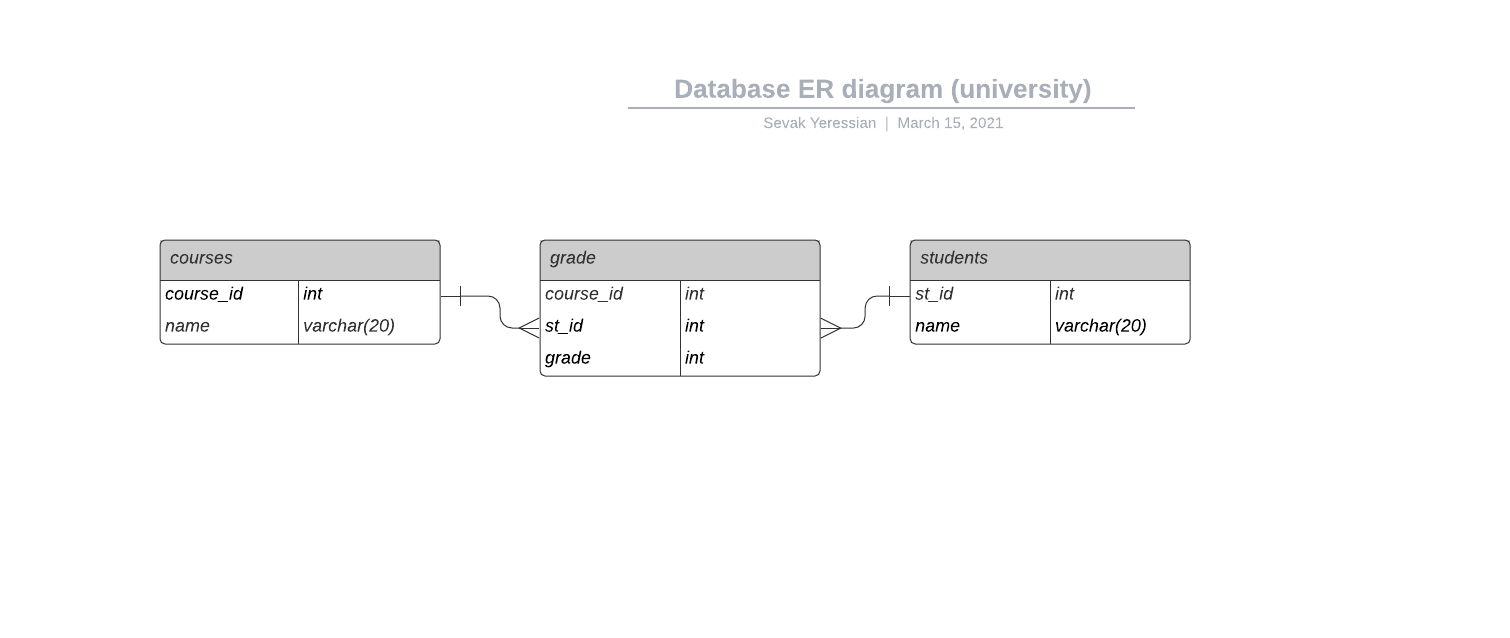 Database ER diagram (university)
Sevak Yeressian | March 15, 2021
courses
course_id int
name varchar(20)
grade
course_id int
st_id int
grade int
students
st_id int
name varchar(20)